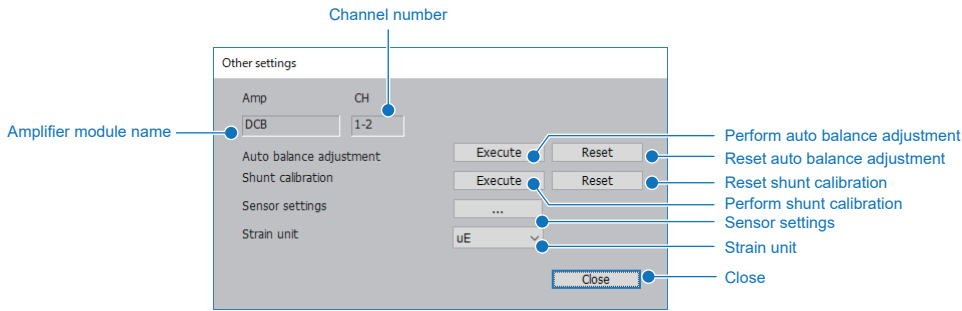 Channel number
Other settings
Amp CH
Amplifier module name DCB 1-2
Auto balance adjustment Execute Reset Perform auto balance adjustment
Reset auto balance adjustment
Shunt calibration Execute Reset Reset shunt calibration
Perform shunt calibration
Sensor settings ... Sensor settings
Strain unit uE Strain unit
Close Close